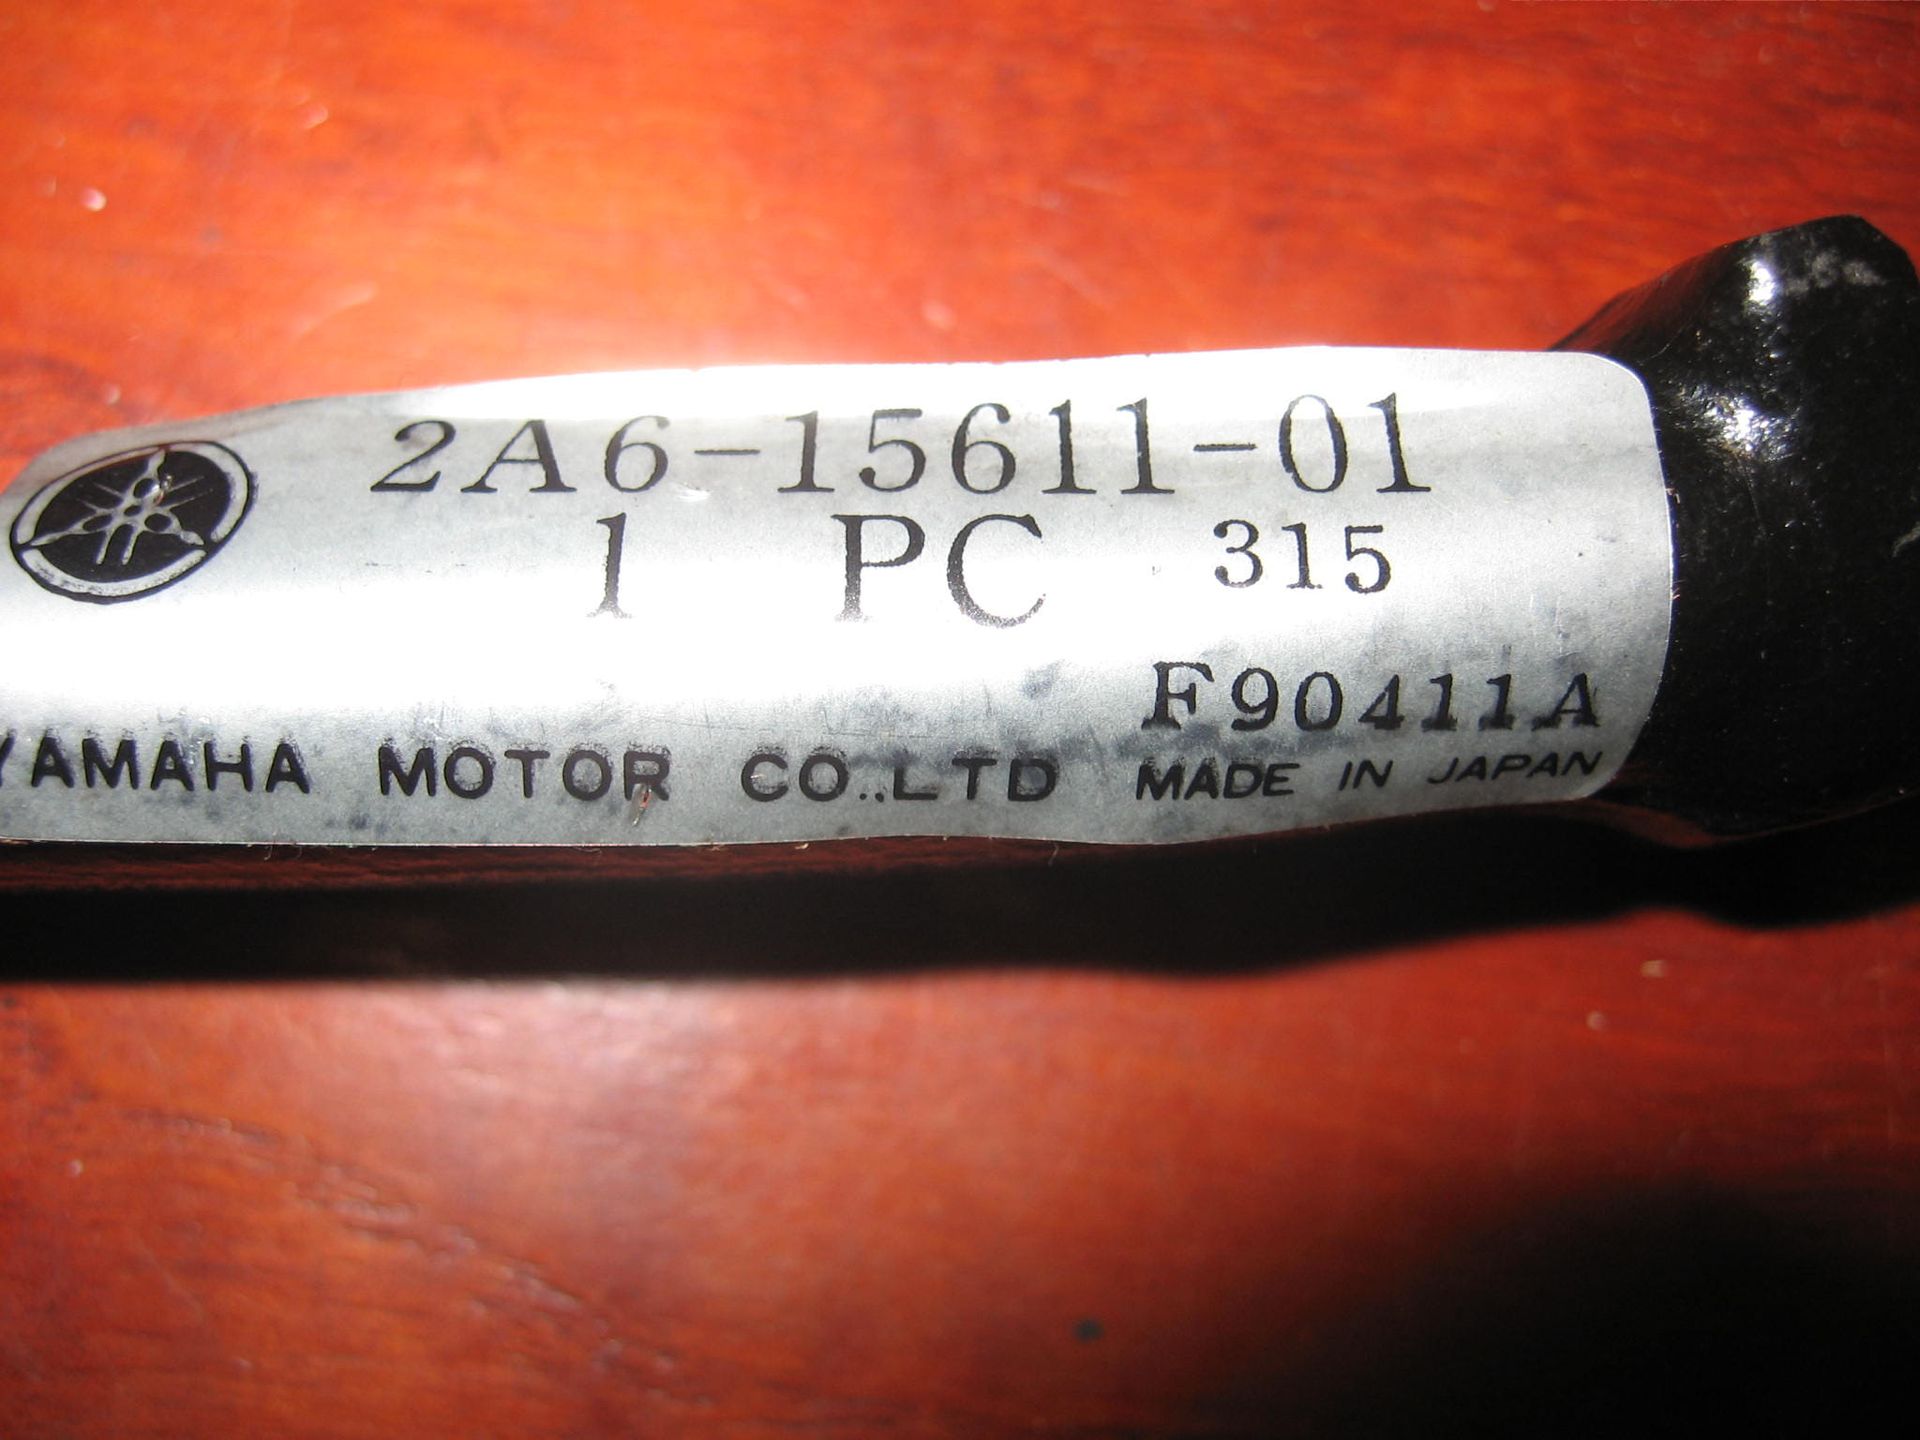 2A6-15611-01
1 PC 315
F90411A
YAMAHA MOTOR CO.,LTD MADE IN JAPAN